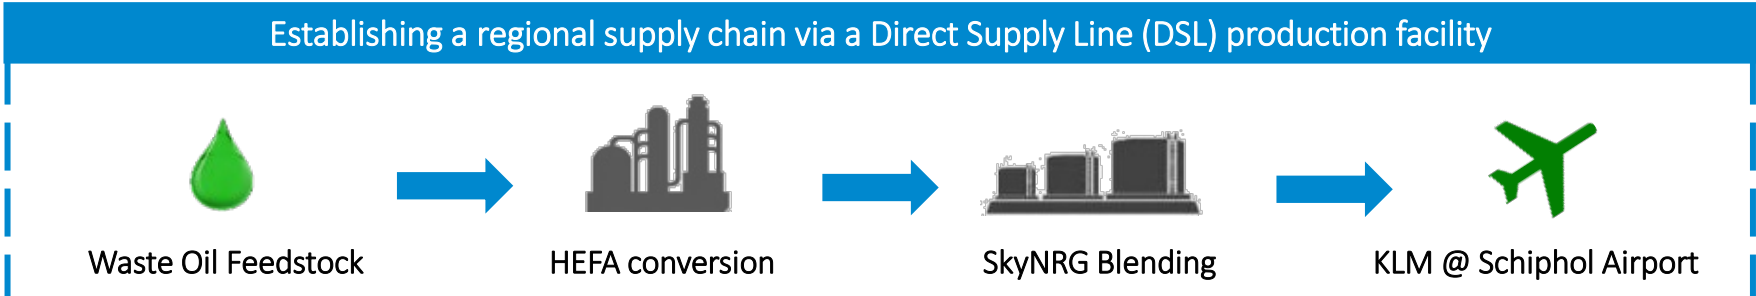 Establishing a regional supply chain via a Direct Supply Line (DSL) production facility
Waste Oil Feedstock
HEFA conversion
SkyNRG Blending
KLM @ Schiphol Airport